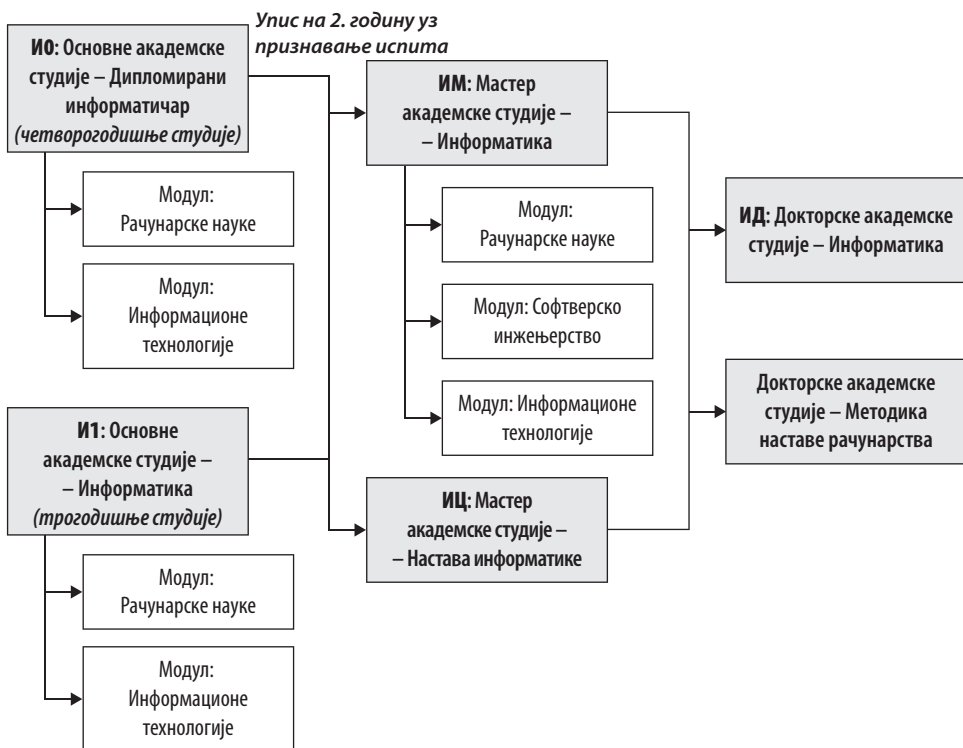 Упис на 2. годину уз
признавање испита
И0: Основне академске
студије – Дипломирани
информатичар
(четворогодишње студије)
Модул:
Рачунарске науке
Модул:
Информационе
технологије
И1: Основне
академске студије –
– Информатика
(трогодишње студије)
Модул:
Рачунарске науке
Модул:
Информационе
технологије
ИМ: Мастер
академске студије –
– Информатика
Модул:
Рачунарске науке
Модул: Софтверско
инжењерство
Модул: Информационе
технологије
ИЦ: Мастер
академске студије –
– Настава информатике
ИД: Докторске академске
студије – Информатика
Докторске академске
студије – Методика
наставе рачунарства